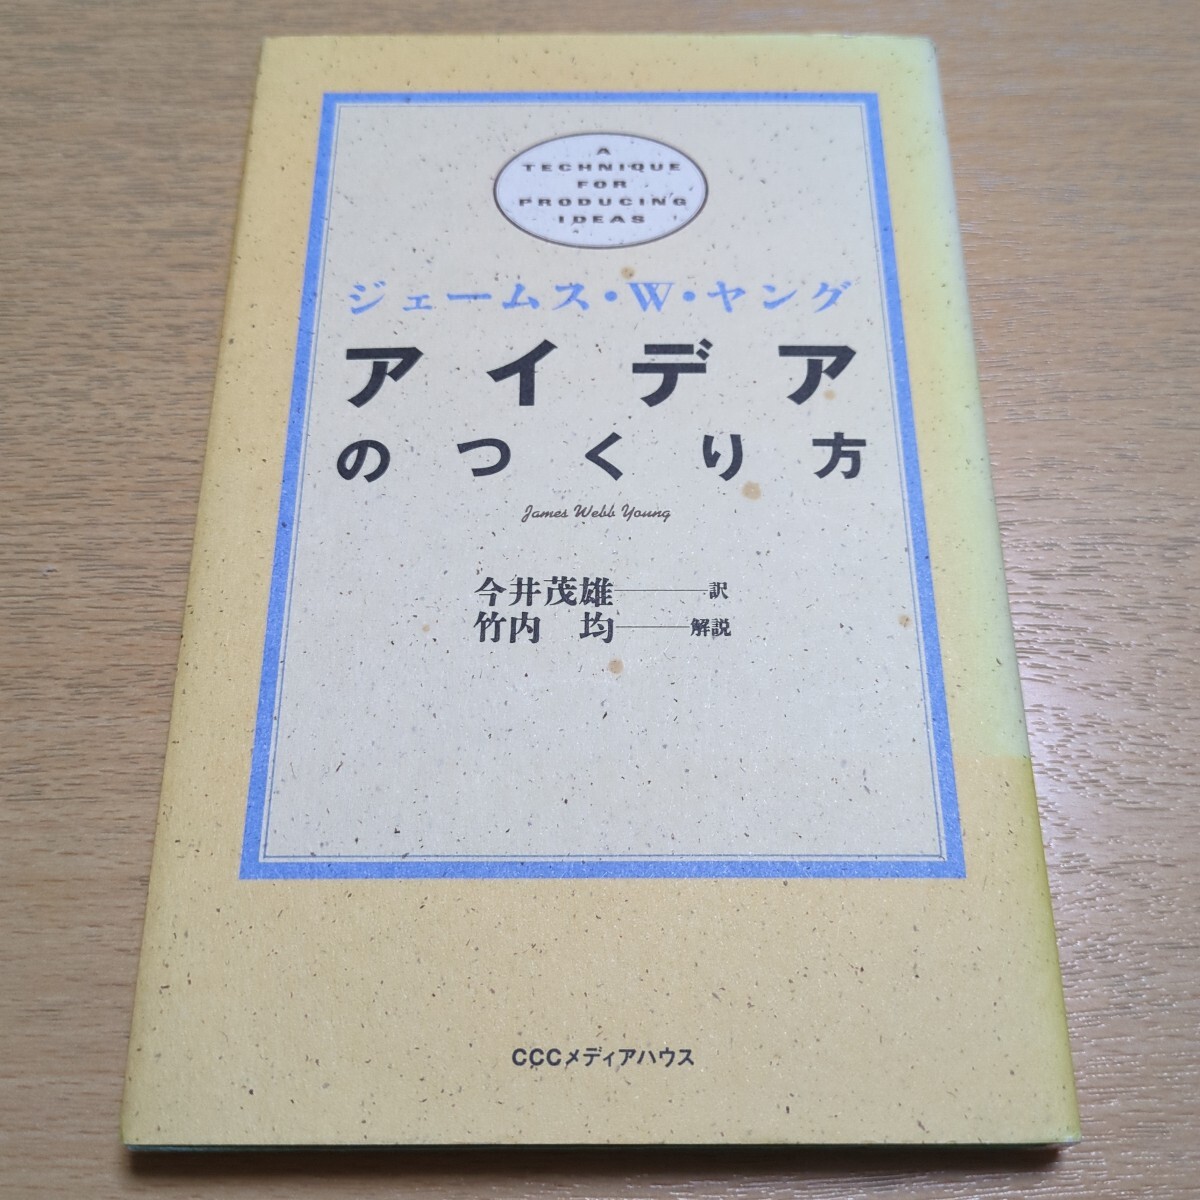 A
TECHNIQUE
FOR
PRODUCING
IDEAS
ジェームス・W・ヤング
アイデア
のつくり方
James Webb Young
今井茂雄――訳
竹内 均――解説
CCCメディアハウス